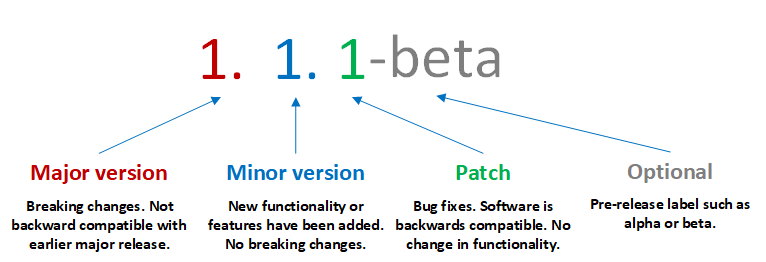 1. 1. 1-beta
Major version
Breaking changes. Not
backward compatible with
earlier major release.
Minor version
New functionality or
features have been added.
No breaking changes.
Patch
Bug fixes. Software is
backwards compatible. No
change in functionality.
Optional
Pre-release label such as
alpha or beta.